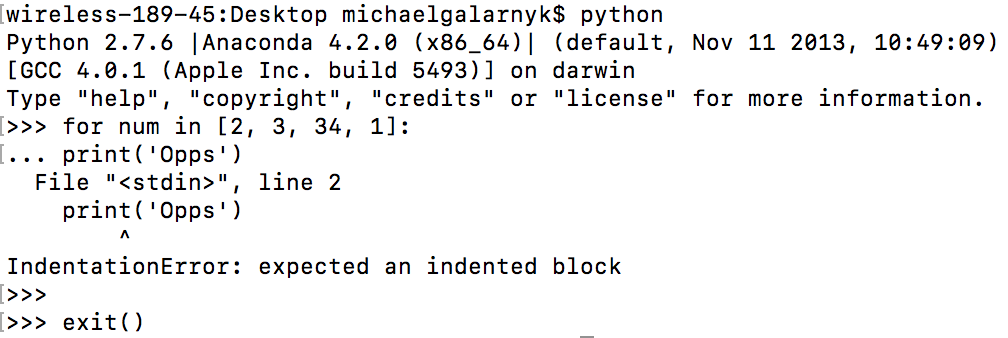 [wireless-189-45:Desktop michaelgalarnyk$ python
Python 2.7.6 |Anaconda 4.2.0 (x86_64)| (default, Nov 11 2013, 10:49:09)
[GCC 4.0.1 (Apple Inc. build 5493)] on darwin
Type "help", "copyright", "credits" or "license" for more information.
[>>> for num in [2, 3, 34, 1]:
[... print('Opps')
  File "<stdin>", line 2
    print('Opps')
        ^
IndentationError: expected an indented block
[>>>
[>>> exit()